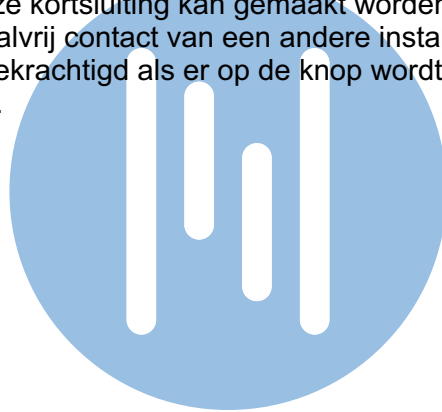 ze kortsluiting kan gemaakt worden
alvrij contact van een andere insta
ekrachtigd als er op de knop wordt
.